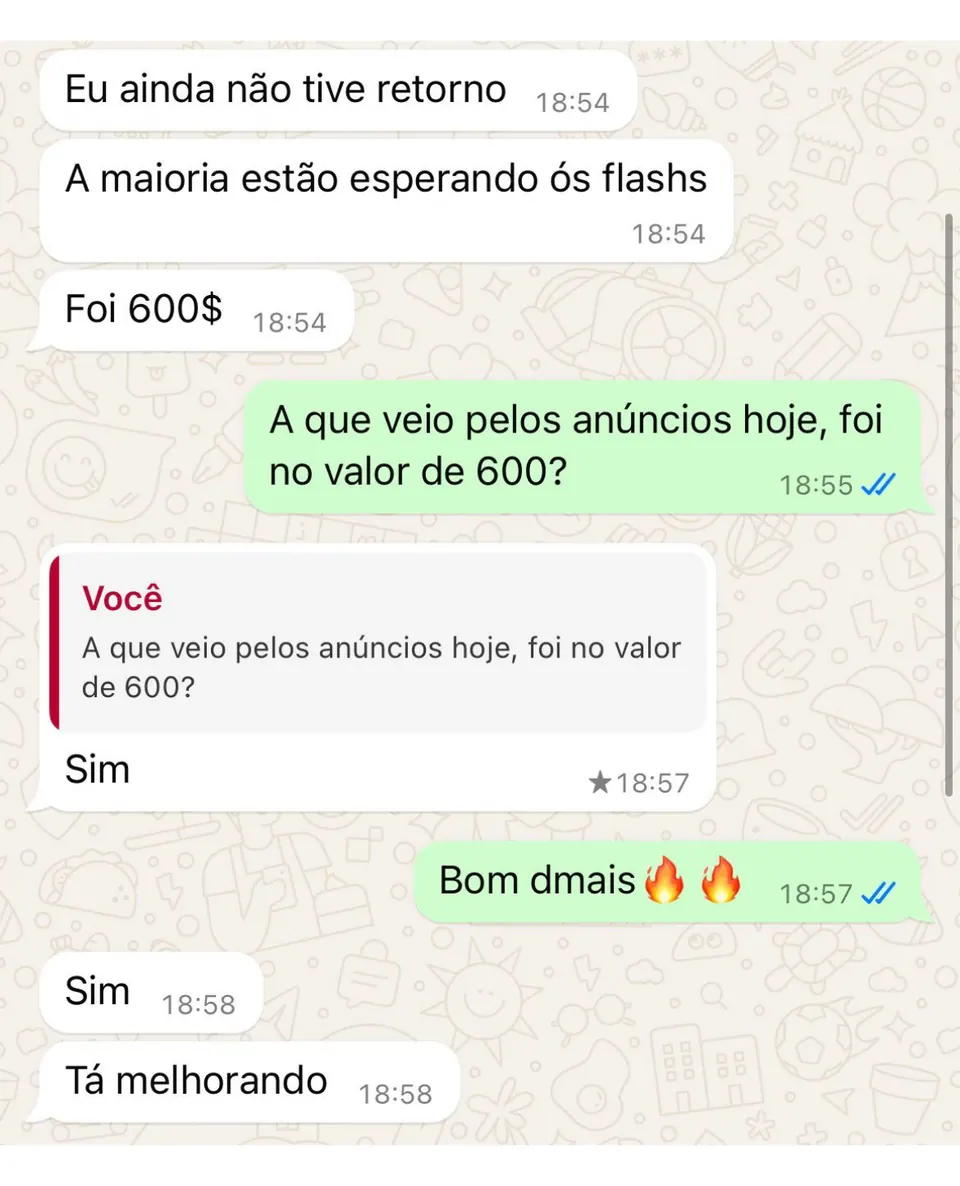 Eu ainda não tive retorno 18:54
A maioria estão esperando ós flashs
18:54
Foi 600$ 18:54
A que veio pelos anúncios hoje, foi
no valor de 600? 18:55
Você
A que veio pelos anúncios hoje, foi no valor
de 600?
Sim ★18:57
Bom dmais🔥 🔥 18:57
Sim 18:58
Tá melhorando 18:58